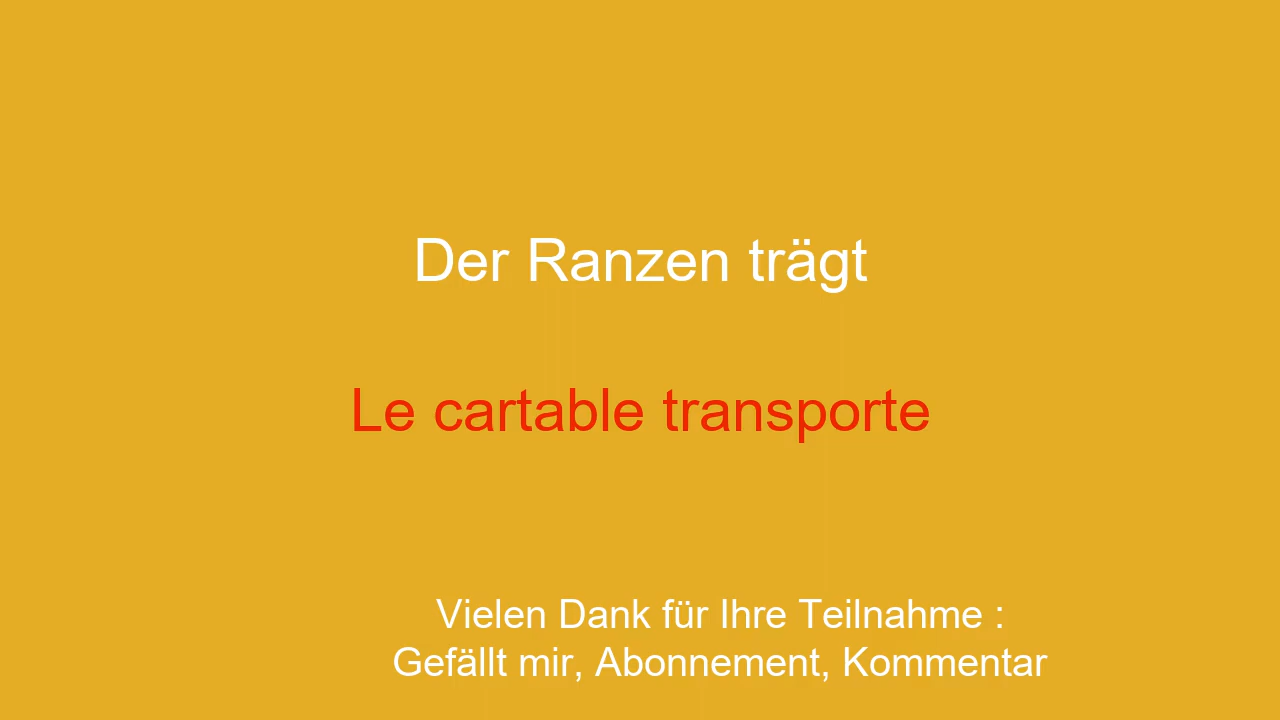 Der Ranzen trägt
Le cartable transporte
Vielen Dank für Ihre Teilnahme :
Gefällt mir, Abonnement, Kommentar